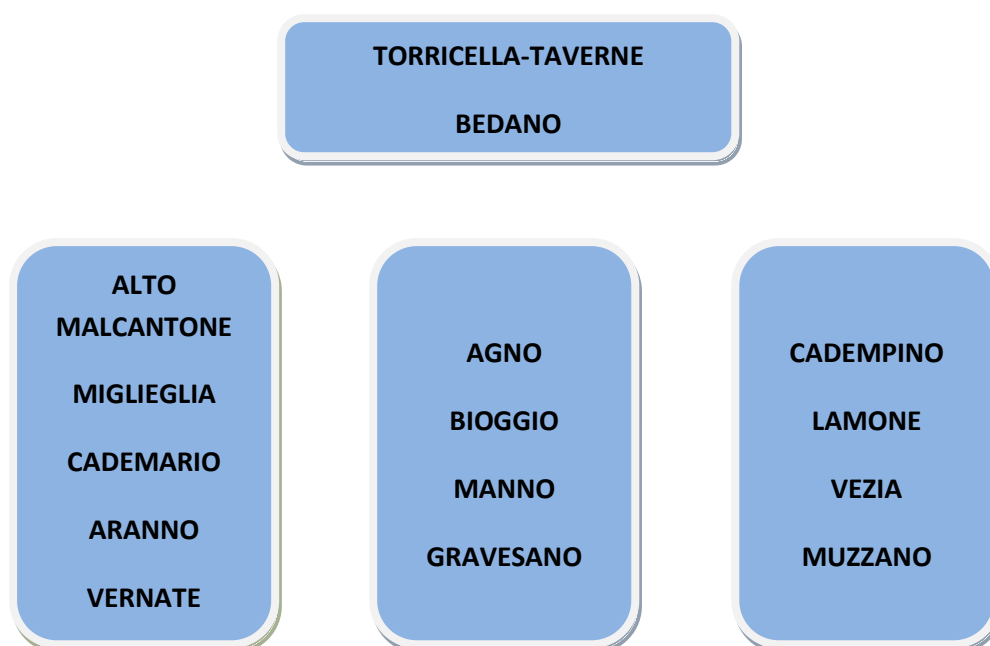 TORRICELLA-TAVERNE
BEDANO
ALTO
MALCANTONE
MIGLIEGLIA
CADEMARIO
ARANNO
VERNATE
AGNO
BIOGGIO
MANNO
GRAVESANO
CADEMPINO
LAMONE
VEZIA
MUZZANO